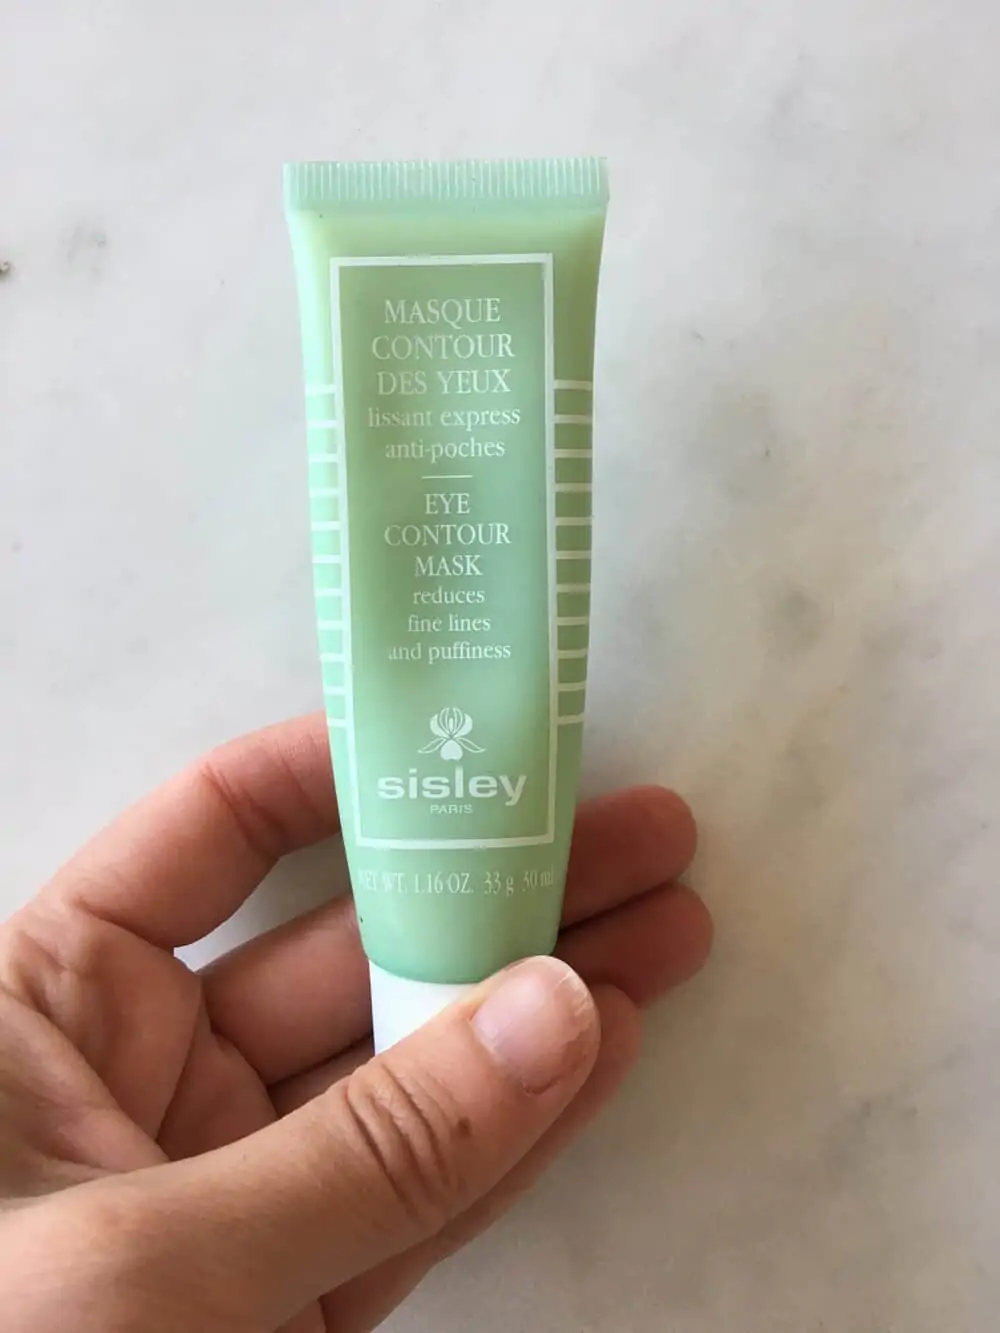 MASQUE
CONTOUR
DES YEUX
lissant express
anti-poches
EYE
CONTOUR
MASK
reduces
fine lines
and puffiness
sisley
PARIS
NET WT. 1.16 OZ. 33 g 30 ml